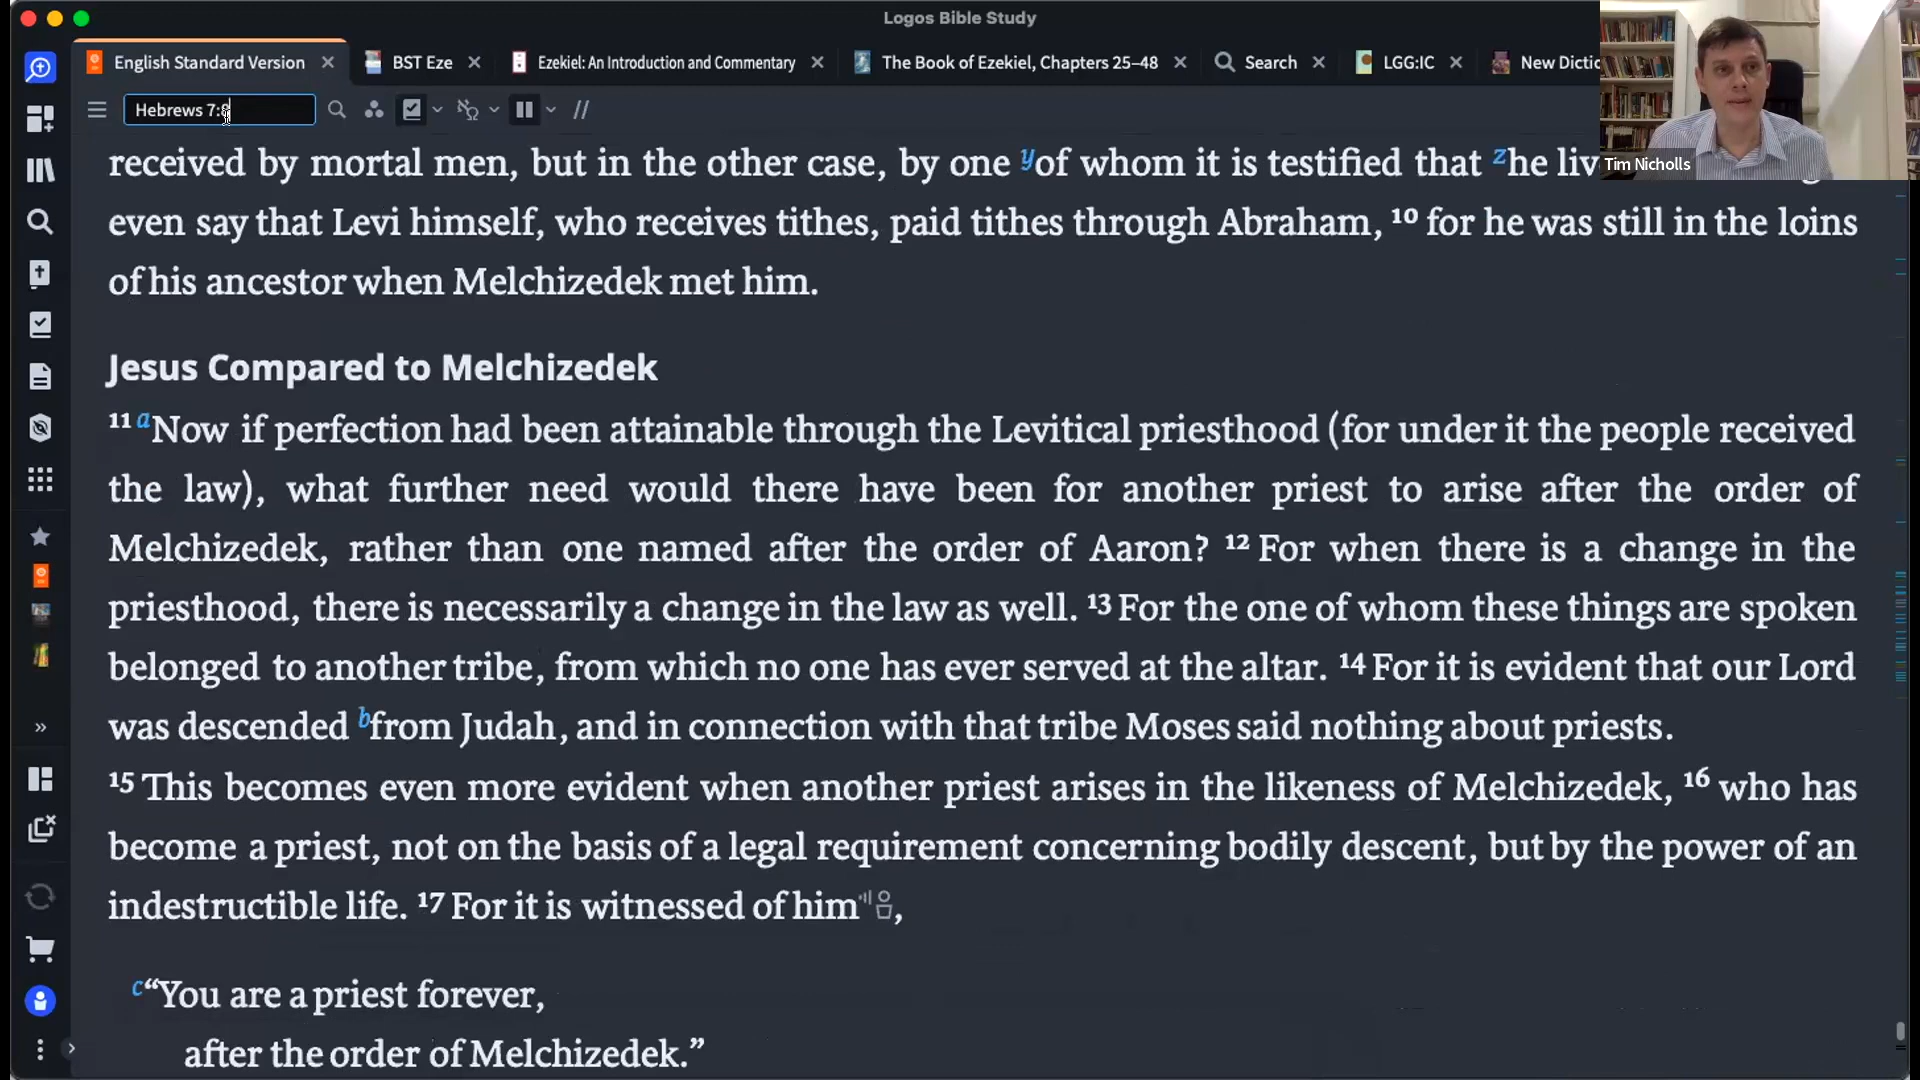 Logos Bible Study
English Standard Version
BST Eze
Ezekiel: An Introduction and Commentary
The Book of Ezekiel, Chapters 25–48
Search
LGG:IC
New Dictio
Hebrews 7:
Tim Nicholls
received by mortal men, but in the other case, by one y of whom it is testified that z he liv
even say that Levi himself, who receives tithes, paid tithes through Abraham, 10 for he was still in the loins
of his ancestor when Melchizedek met him.
Jesus Compared to Melchizedek
11 a Now if perfection had been attainable through the Levitical priesthood (for under it the people received
the law), what further need would there have been for another priest to arise after the order of
Melchizedek, rather than one named after the order of Aaron? 12 For when there is a change in the
priesthood, there is necessarily a change in the law as well. 13 For the one of whom these things are spoken
belonged to another tribe, from which no one has ever served at the altar. 14 For it is evident that our Lord
was descended b from Judah, and in connection with that tribe Moses said nothing about priests.
15 This becomes even more evident when another priest arises in the likeness of Melchizedek, 16 who has
become a priest, not on the basis of a legal requirement concerning bodily descent, but by the power of an
indestructible life. 17 For it is witnessed of him,
c “You are a priest forever,
after the order of Melchizedek.”